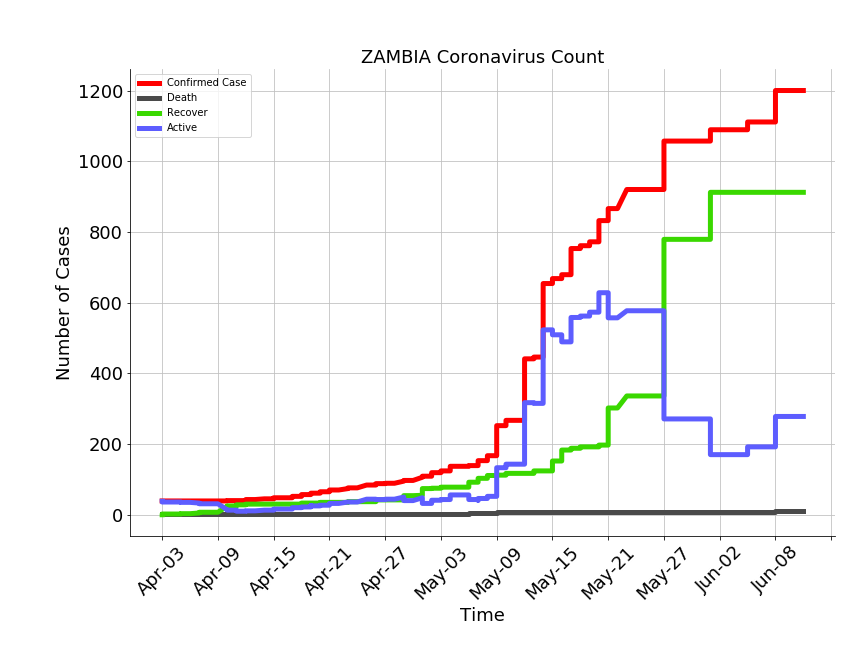 ZAMBIA Coronavirus Count
Confirmed Case
Death
Recover
Active
Number of Cases
1200
1000
800
600
400
200
0
Apr-03
Apr-09
Apr-15
Apr-21
Apr-27
May-03
May-09
May-15
May-21
May-27
Jun-02
Jun-08
Time